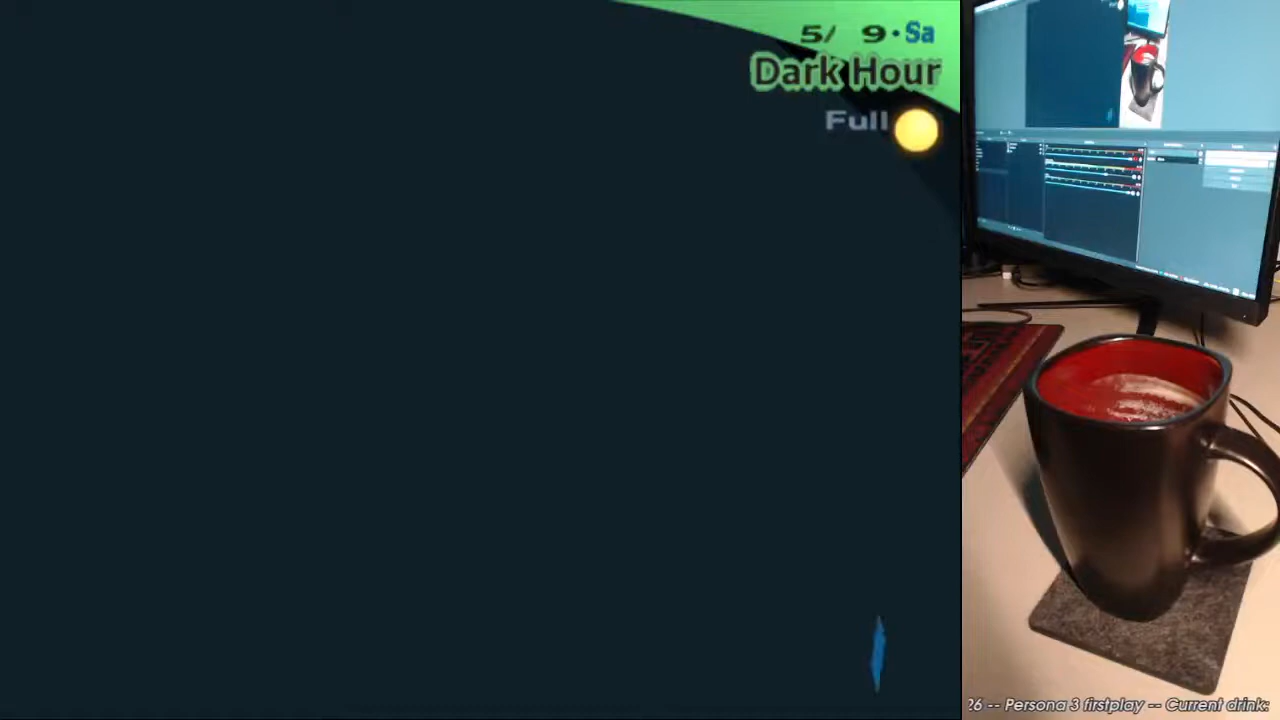 5/ 9·Sa
Dark Hour
Full
26 -- Persona 3 firstplay -- Current drink: